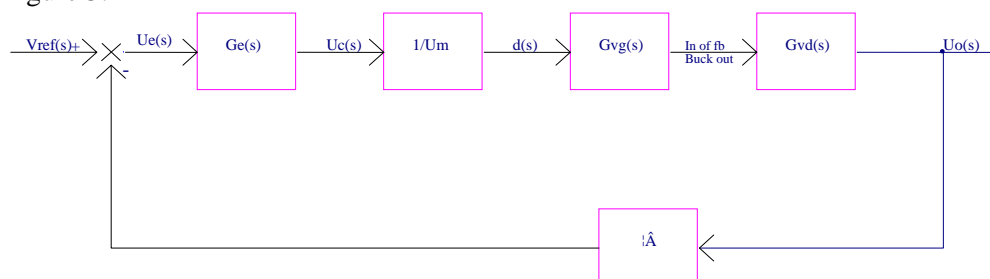 Vref(s)+
Ue(s)
Ge(s)
Uc(s)
1/Um
d(s)
Gvg(s)
In of fb
Buck out
Gvd(s)
Uo(s)
-
¦Â